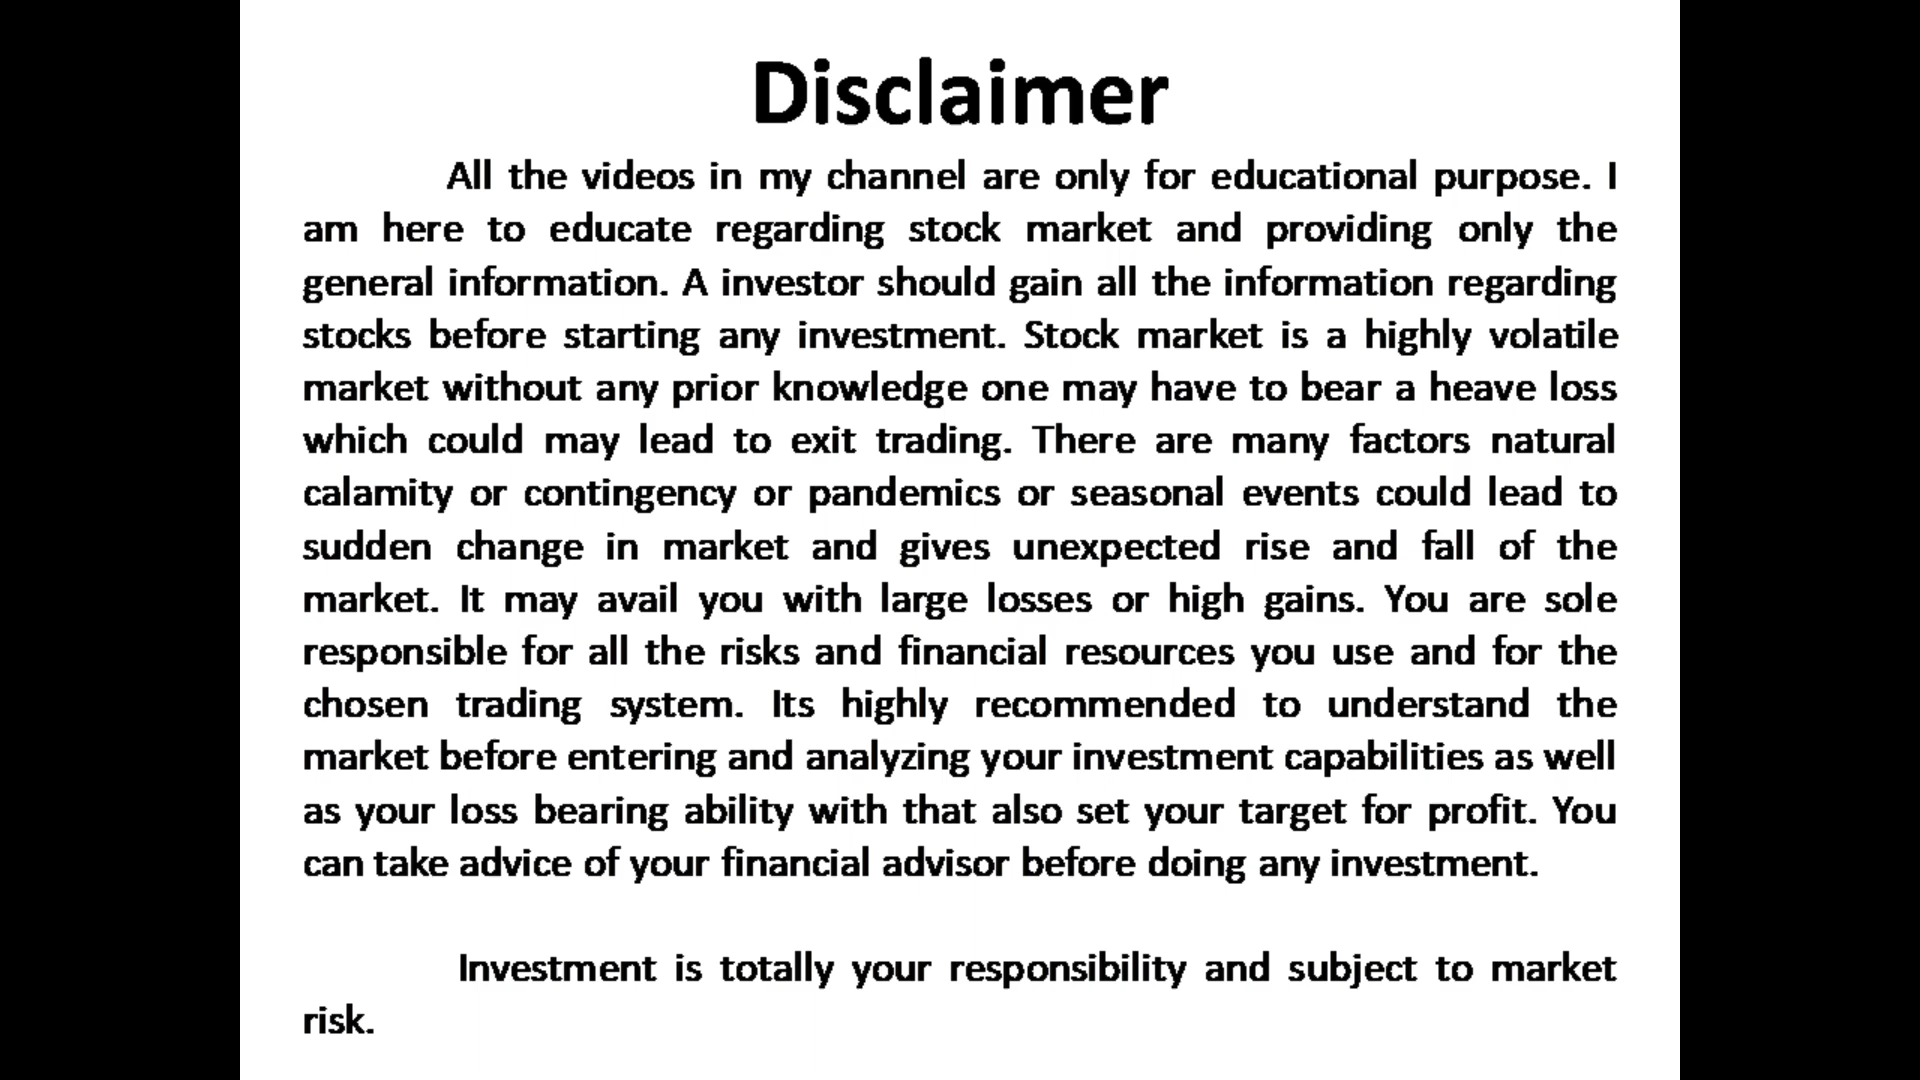 Disclaimer
All the videos in my channel are only for educational purpose. I
am here to educate regarding stock market and providing only the
general information. A investor should gain all the information regarding
stocks before starting any investment. Stock market is a highly volatile
market without any prior knowledge one may have to bear a heave loss
which could may lead to exit trading. There are many factors natural
calamity or contingency or pandemics or seasonal events could lead to
sudden change in market and gives unexpected rise and fall of the
market. It may avail you with large losses or high gains. You are sole
responsible for all the risks and financial resources you use and for the
chosen trading system. Its highly recommended to understand the
market before entering and analyzing your investment capabilities as well
as your loss bearing ability with that also set your target for profit. You
can take advice of your financial advisor before doing any investment.
Investment is totally your responsibility and subject to market
risk.